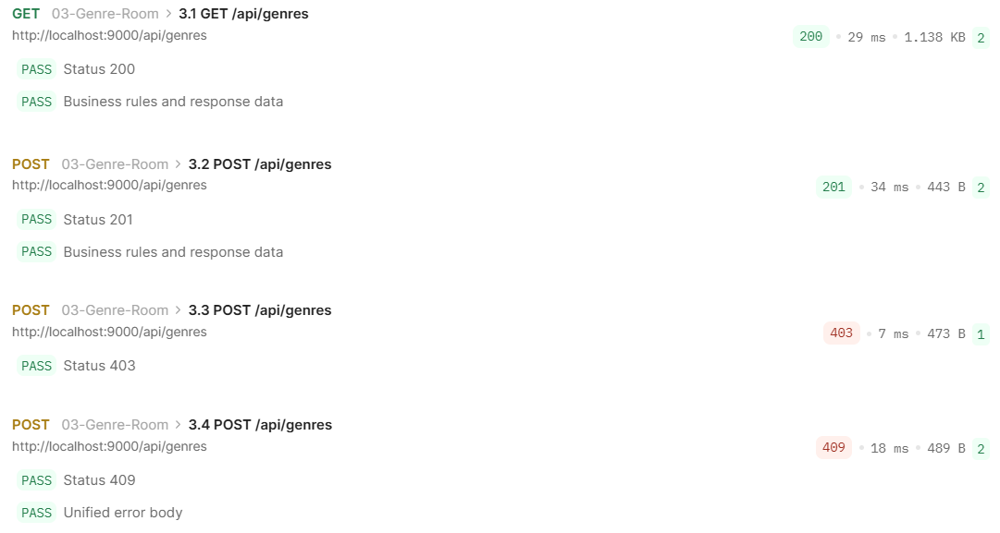 GET 03-Genre-Room > 3.1 GET /api/genres
http://localhost:9000/api/genres
200 • 29 ms • 1.138 KB 2
PASS Status 200
PASS Business rules and response data
POST 03-Genre-Room > 3.2 POST /api/genres
http://localhost:9000/api/genres
201 • 34 ms • 443 B 2
PASS Status 201
PASS Business rules and response data
POST 03-Genre-Room > 3.3 POST /api/genres
http://localhost:9000/api/genres
403 • 7 ms • 473 B 1
PASS Status 403
POST 03-Genre-Room > 3.4 POST /api/genres
http://localhost:9000/api/genres
409 • 18 ms • 489 B 2
PASS Status 409
PASS Unified error body